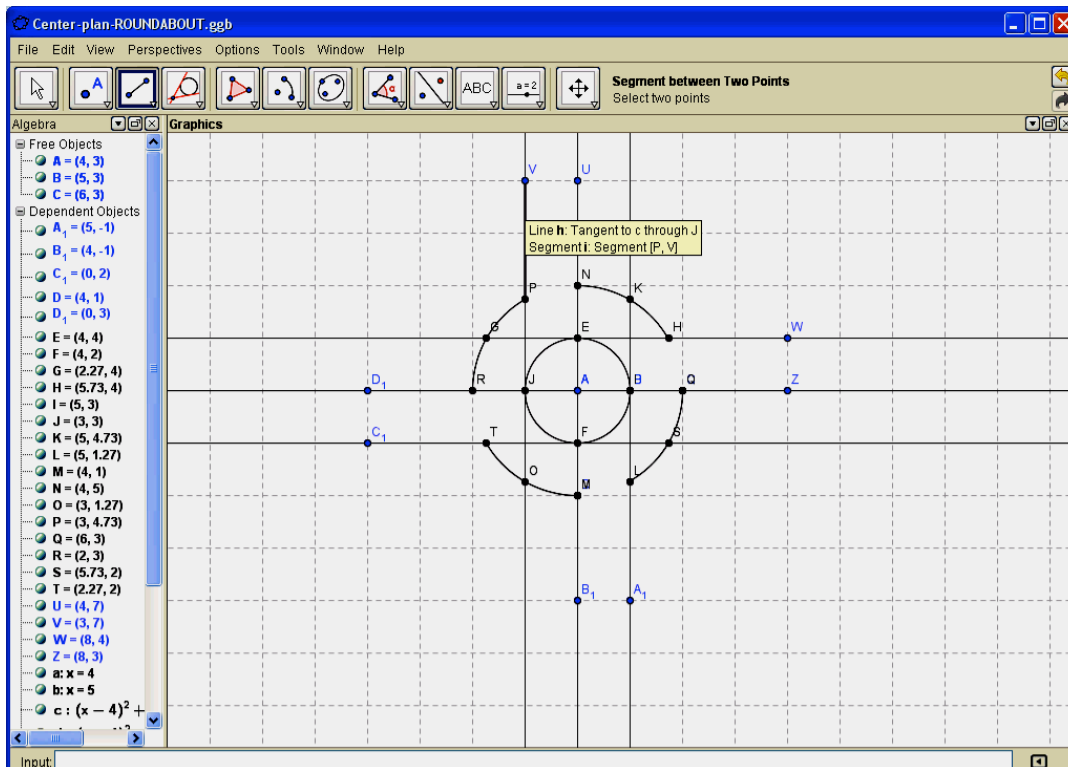 Center-plan-ROUNDABOUT.ggb
File Edit View Perspectives Options Tools Window Help
A
α
ABC
a = 2
Segment between Two Points
Select two points
Algebra
Graphics
Free Objects
A = (4, 3)
B = (5, 3)
C = (6, 3)
Dependent Objects
A₁ = (5, -1)
B₁ = (4, -1)
C₁ = (0, 2)
D = (4, 1)
D₁ = (0, 3)
E = (4, 4)
F = (4, 2)
G = (2.27, 4)
H = (5.73, 4)
I = (5, 3)
J = (3, 3)
K = (5, 4.73)
L = (5, 1.27)
M = (4, 1)
N = (4, 5)
O = (3, 1.27)
P = (3, 4.73)
Q = (6, 3)
R = (2, 3)
S = (5.73, 2)
T = (2.27, 2)
U = (4, 7)
V = (3, 7)
W = (8, 4)
Z = (8, 3)
a: x = 4
b: x = 5
c : (x − 4)² +
V U
Line h: Tangent to c through J
Segment i: Segment [P, V]
N
P K
G E H W
D₁ R J A B Q Z
C₁ T F S
O L
M
B₁ A₁
Input: